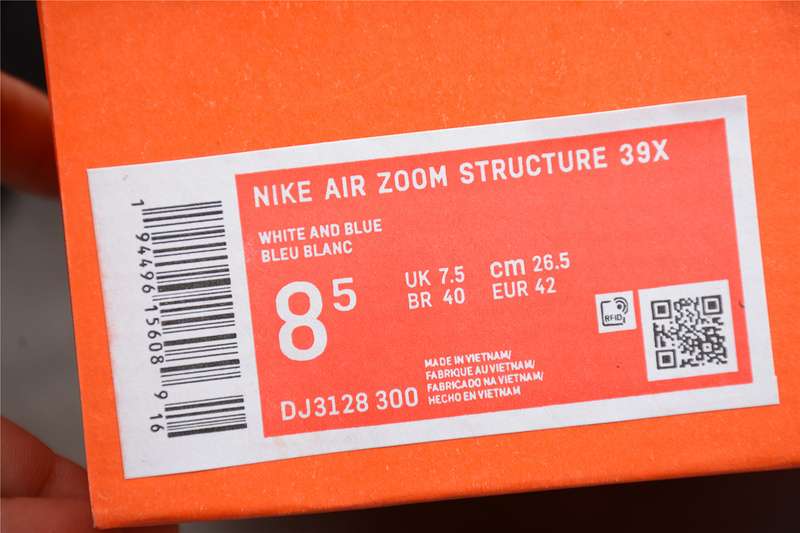 NIKE AIR ZOOM STRUCTURE 39X
WHITE AND BLUE
BLEU BLANC
8 5
UK 7.5 cm 26.5
BR 40 EUR 42
RFID
MADE IN VIETNAM/
FABRIQUE AU VIETNAM/
FABRICADO NA VIETNAM/
HECHO EN VIETNAM
DJ3128 300
1 94496 15608 9 16